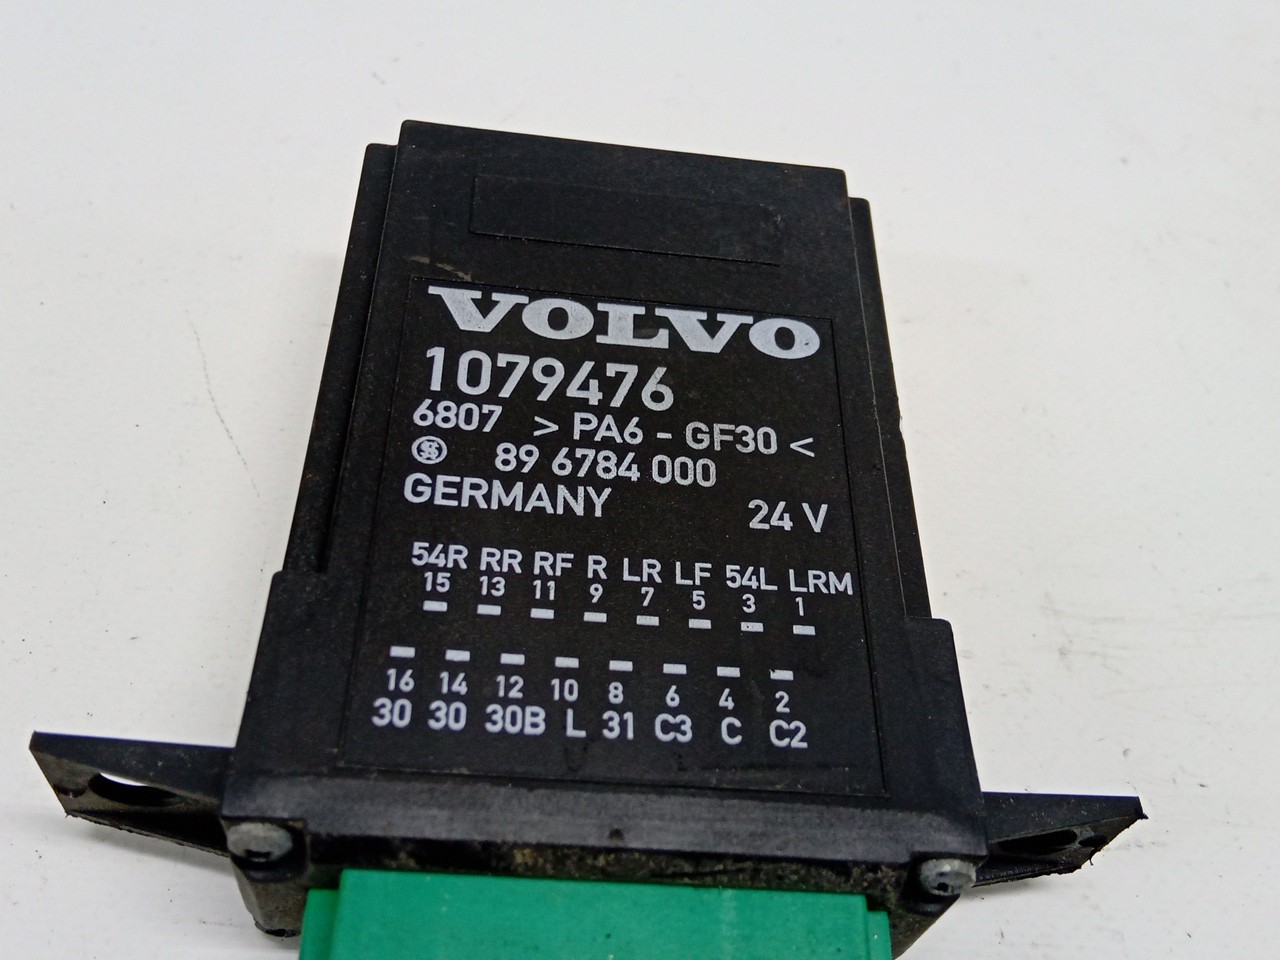 VOLVO
1079476
6807 > PA6 - GF30 <
89 6784 000
GERMANY 24 V
54R RR RF R LR LF 54L LRM
15 13 11 9 7 5 3 1
16 14 12 10 8 6 4 2
30 30 30B L 31 C3 C C2